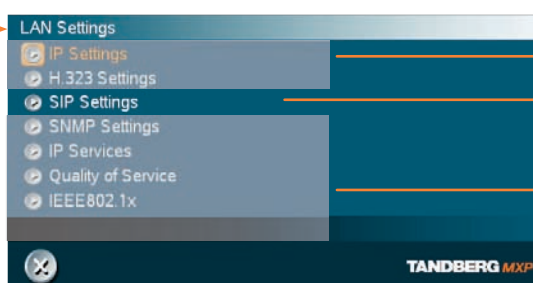 LAN Settings
IP Settings
H.323 Settings
SIP Settings
SNMP Settings
IP Services
Quality of Service
IEEE802.1x
TANDBERG MXP